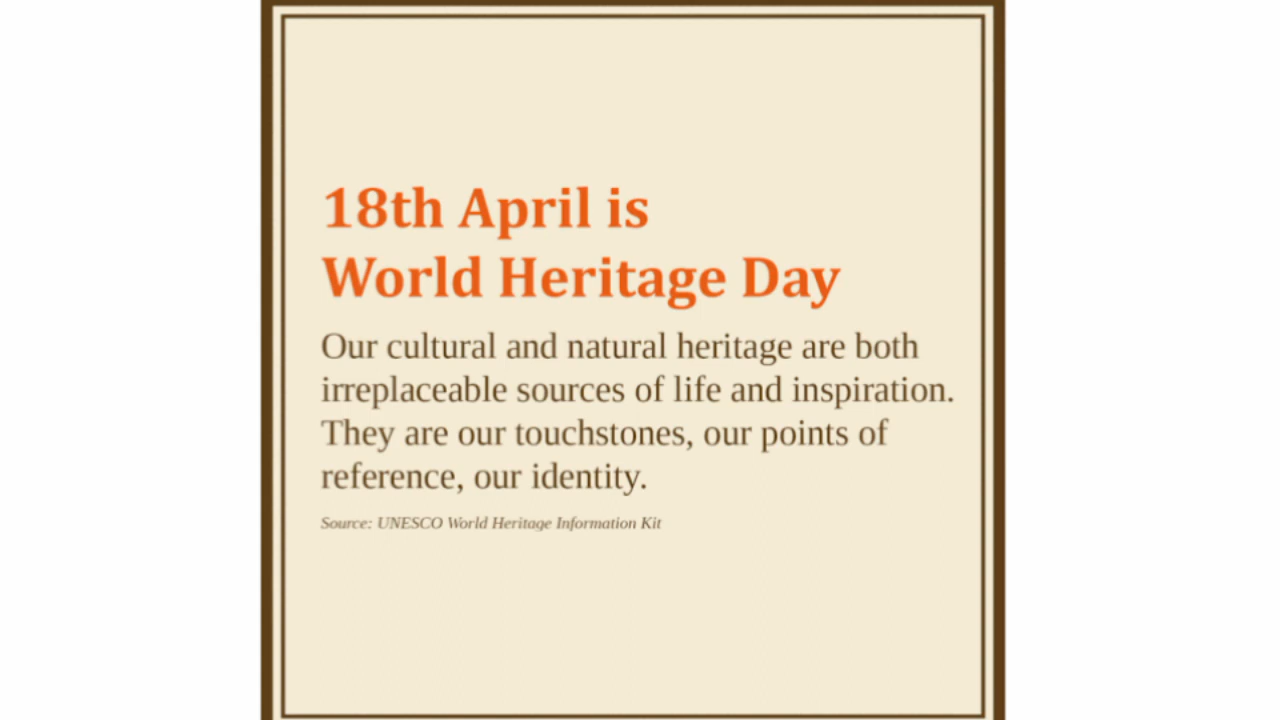 18th April is
World Heritage Day
Our cultural and natural heritage are both
irreplaceable sources of life and inspiration.
They are our touchstones, our points of
reference, our identity.
Source: UNESCO World Heritage Information Kit